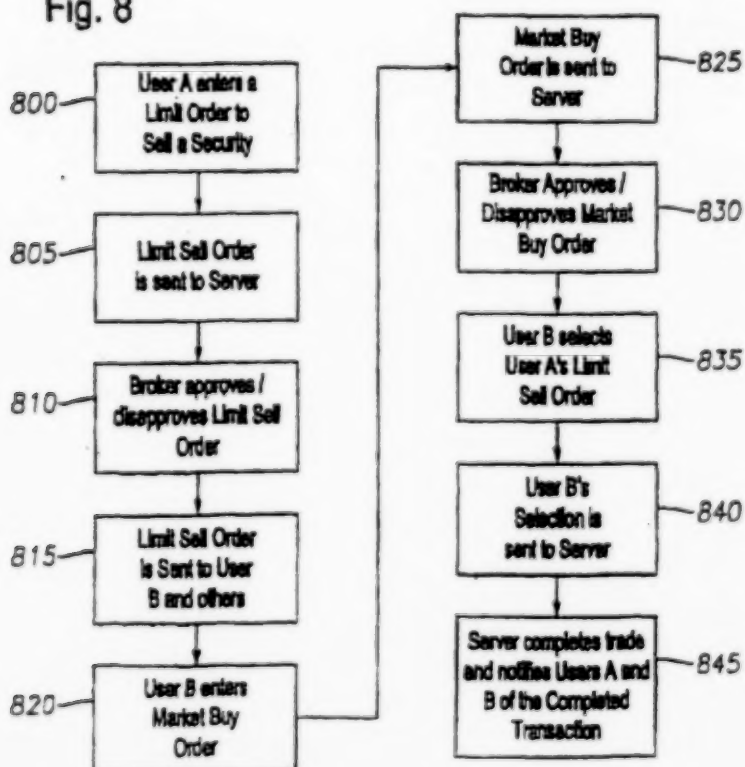 Fig. 8
800
User A enters a
Limit Order to
Sell a Security
805
Limit Sell Order
is sent to Server
810
Broker approves /
disapproves Limit Sell
Order
815
Limit Sell Order
Is Sent to User
B and others
820
User B enters
Market Buy
Order
Market Buy
Order is sent to
Server
825
Broker Approves /
Disapproves Market
Buy Order
830
User B selects
User A's Limit
Sell Order
835
User B's
Selection is
sent to Server
840
Server completes trade
and notifies Users A and
B of the Completed
Transaction
845